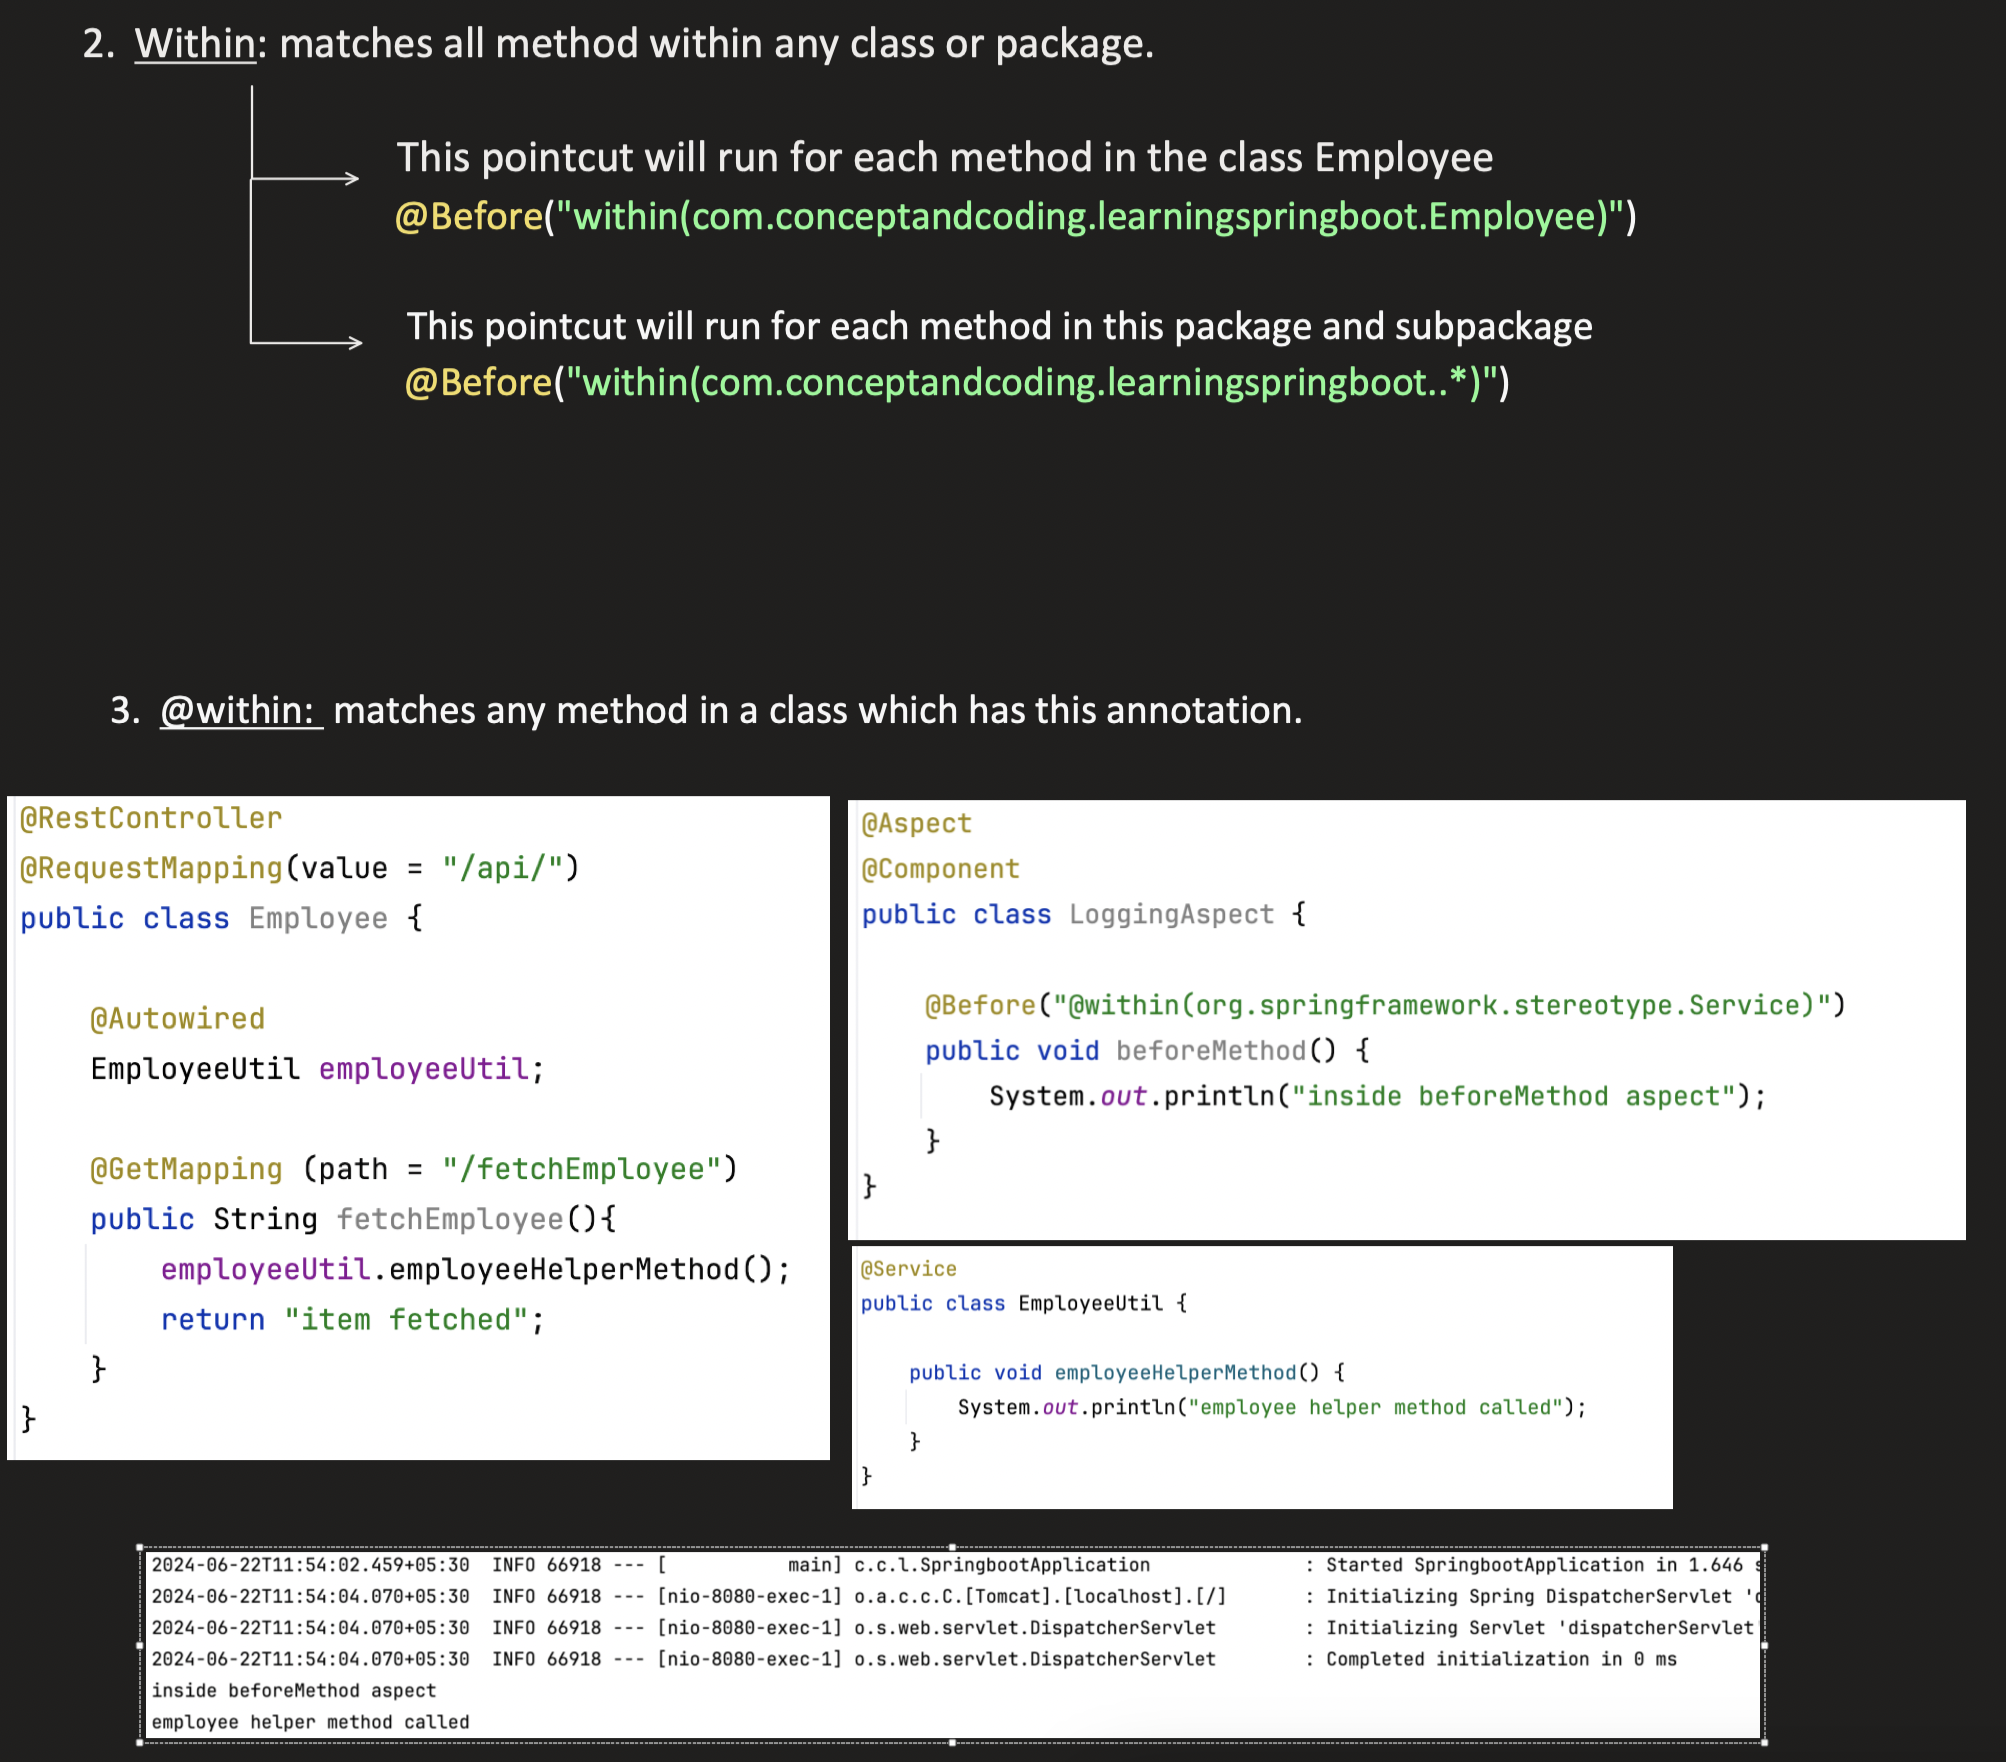 2. Within: matches all method within any class or package.
This pointcut will run for each method in the class Employee
@Before("within(com.conceptandcoding.learningspringboot.Employee)")
This pointcut will run for each method in this package and subpackage
@Before("within(com.conceptandcoding.learningspringboot..*)")
3. @within: matches any method in a class which has this annotation.
@RestController
@RequestMapping(value = "/api/")
public class Employee {
@Autowired
EmployeeUtil employeeUtil;
@GetMapping (path = "/fetchEmployee")
public String fetchEmployee(){
employeeUtil.employeeHelperMethod();
return "item fetched";
}
}
@Aspect
@Component
public class LoggingAspect {
@Before("@within(org.springframework.stereotype.Service)")
public void beforeMethod() {
System.out.println("inside beforeMethod aspect");
}
}
@Service
public class EmployeeUtil {
public void employeeHelperMethod() {
System.out.println("employee helper method called");
}
}
2024-06-22T11:54:02.459+05:30  INFO 66918 --- [           main] c.c.l.SpringbootApplication              : Started SpringbootApplication in 1.646
2024-06-22T11:54:04.070+05:30  INFO 66918 --- [nio-8080-exec-1] o.a.c.c.C.[Tomcat].[localhost].[/]       : Initializing Spring DispatcherServlet '
2024-06-22T11:54:04.070+05:30  INFO 66918 --- [nio-8080-exec-1] o.s.web.servlet.DispatcherServlet        : Initializing Servlet 'dispatcherServlet
2024-06-22T11:54:04.070+05:30  INFO 66918 --- [nio-8080-exec-1] o.s.web.servlet.DispatcherServlet        : Completed initialization in 0 ms
inside beforeMethod aspect
employee helper method called